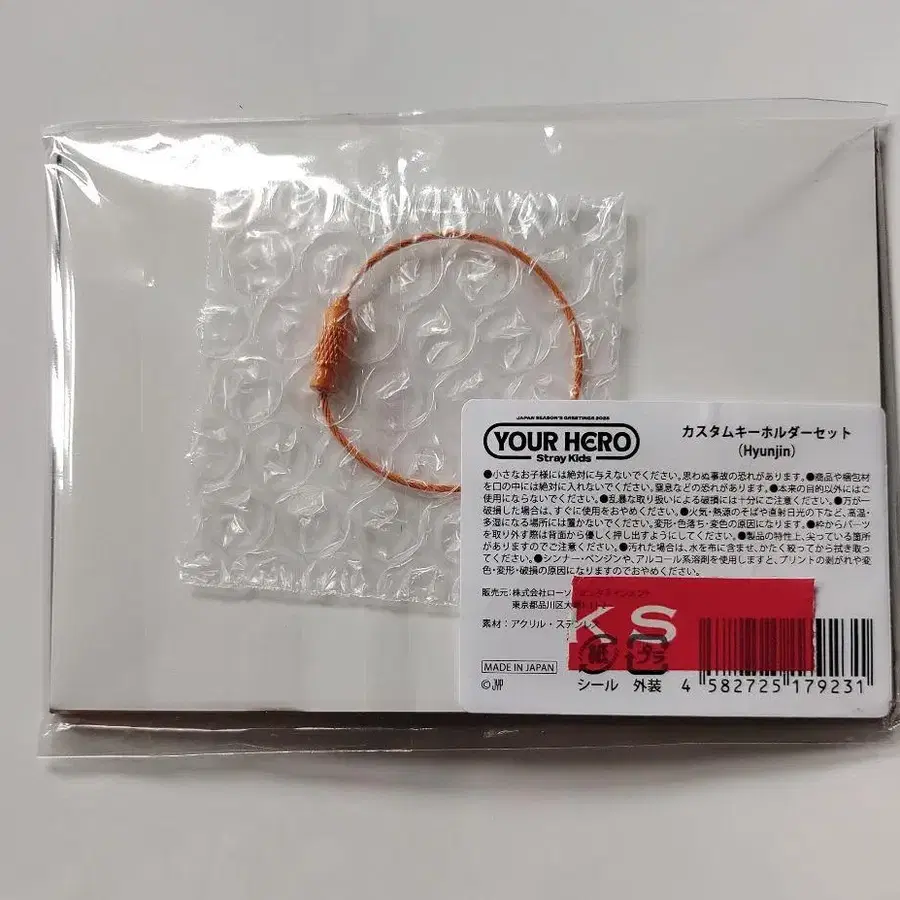 JAPAN SEASON'S GREETINGS 2025
YOUR HERO
Stray Kids
カスタムキーホルダーセット
(Hyunjin)
●小さなお子様には絶対に与えないでください。思わぬ事故の恐れがあります。●商品や梱包材
を口の中には絶対に入れないでください。窒息などの恐れがあります。●本来の目的以外にはご
使用にならないでください。●乱暴な取り扱いによる破損には十分にご注意ください。●万が一
破損した場合は、すぐに使用をおやめください。●火気・熱源のそばや直射日光の下など、高温・
多湿になる場所には置かないでください。変形・色落ち・変色の原因になります。●枠からパーツ
を取り外す際は背面から優しく押し出すようにしてください。●製品の特性上、尖っている箇所
がありますのでご注意ください。●汚れた場合は、水を布に含ませ、かたく絞ってから拭き取っ
てください。●シンナー・ベンジンや、アルコール系溶剤を使用しますと、プリントの剥がれや変
色・変形・破損の原因になりますのでおやめください。
販売元:株式会社ローソ
東京都品川区大
素材:アクリル・ステンレス
KS
紙 プラ
MADE IN JAPAN
シール 外装
© JYP
4 582725 179231